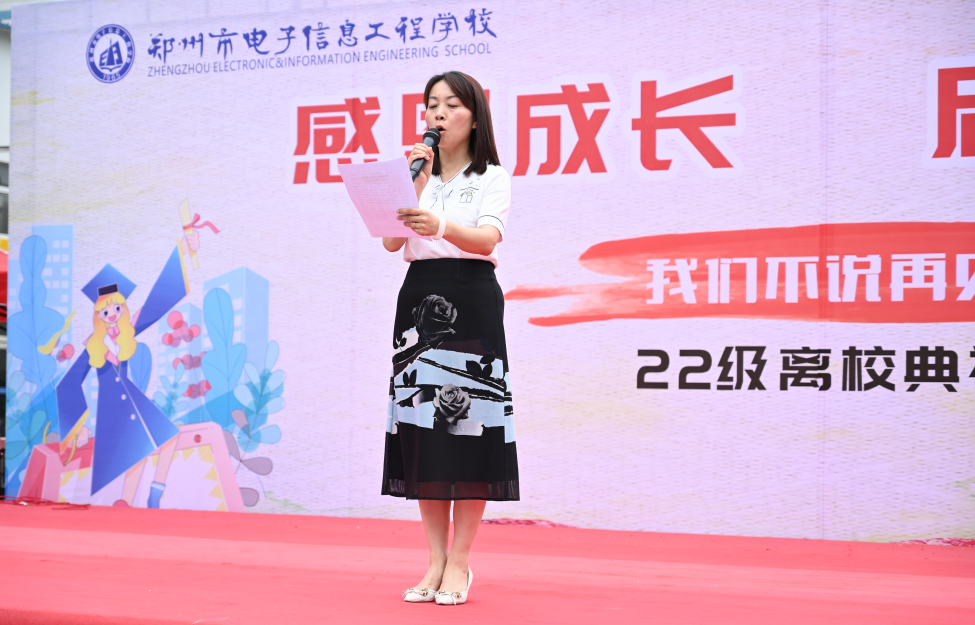 郑州市电子信息工程学校
ZHENGZHOU ELECTRONIC&INFORMATION ENGINEERING SCHOOL
感 成长
我们不说再见
22级离校典